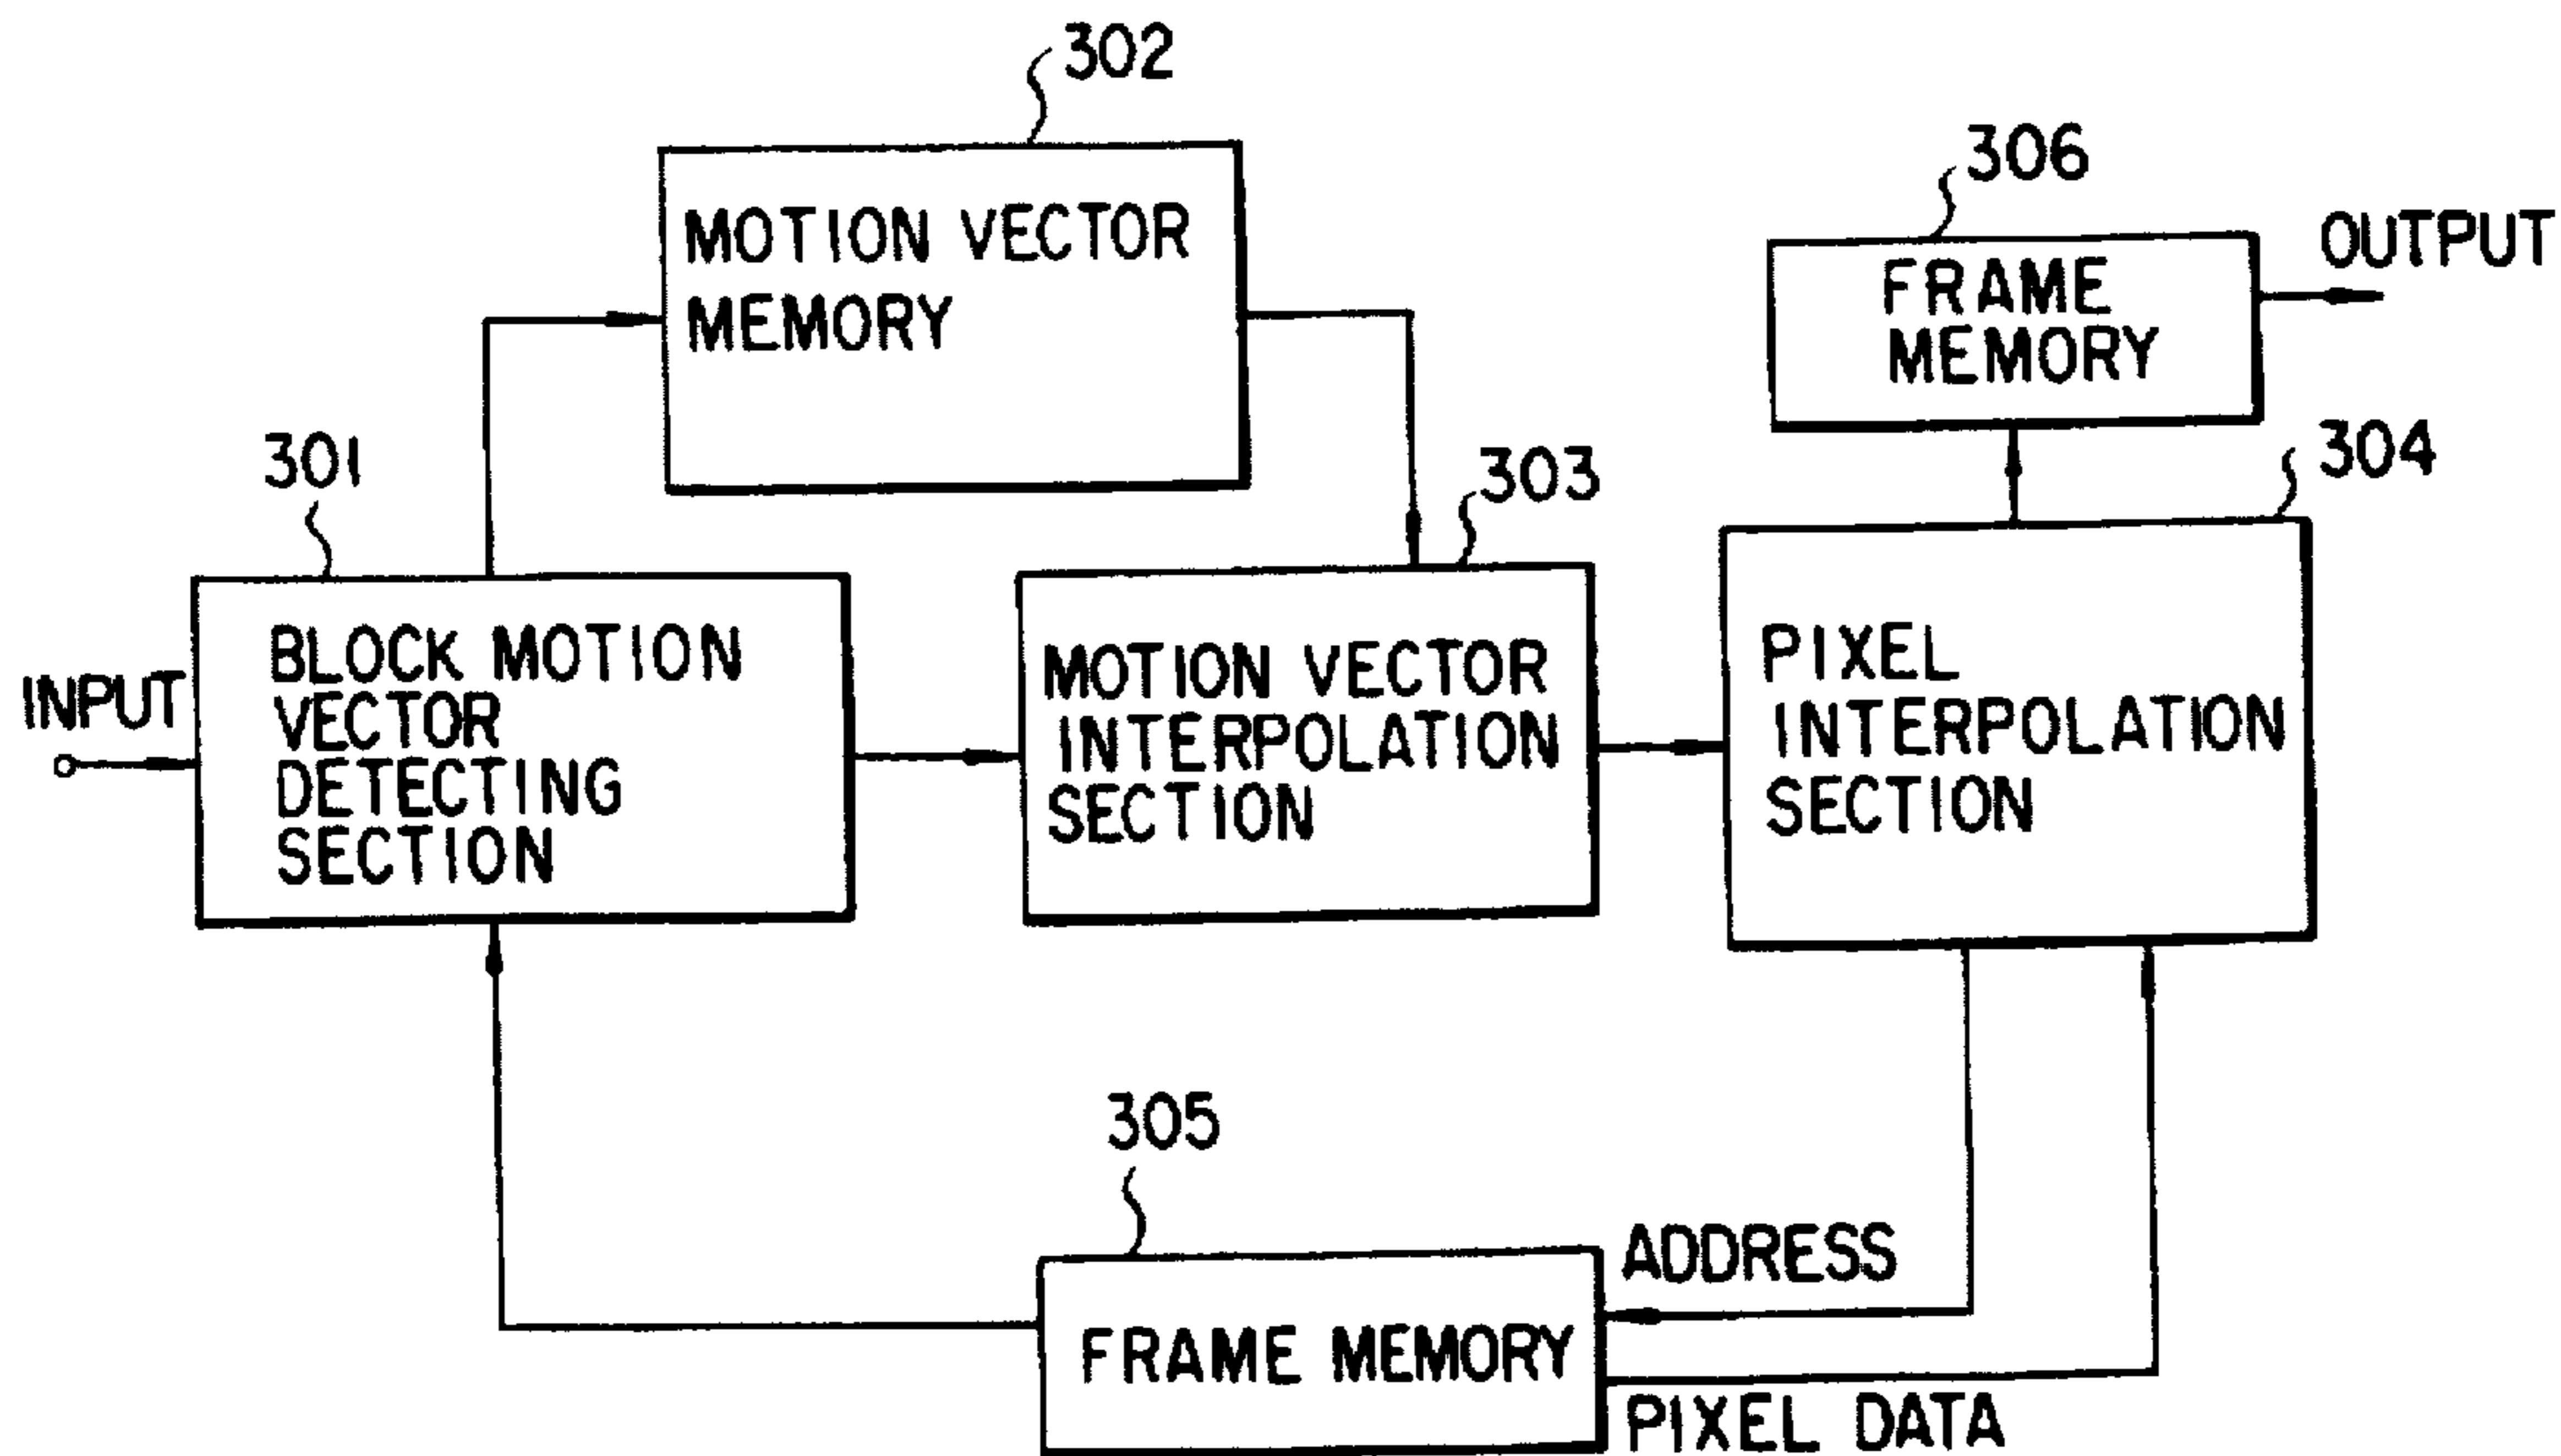 302
MOTION VECTOR
MEMORY
306
FRAME
MEMORY
OUTPUT
301
INPUT
BLOCK MOTION
VECTOR
DETECTING
SECTION
303
MOTION VECTOR
INTERPOLATION
SECTION
304
PIXEL
INTERPOLATION
SECTION
305
FRAME MEMORY
ADDRESS
PIXEL DATA